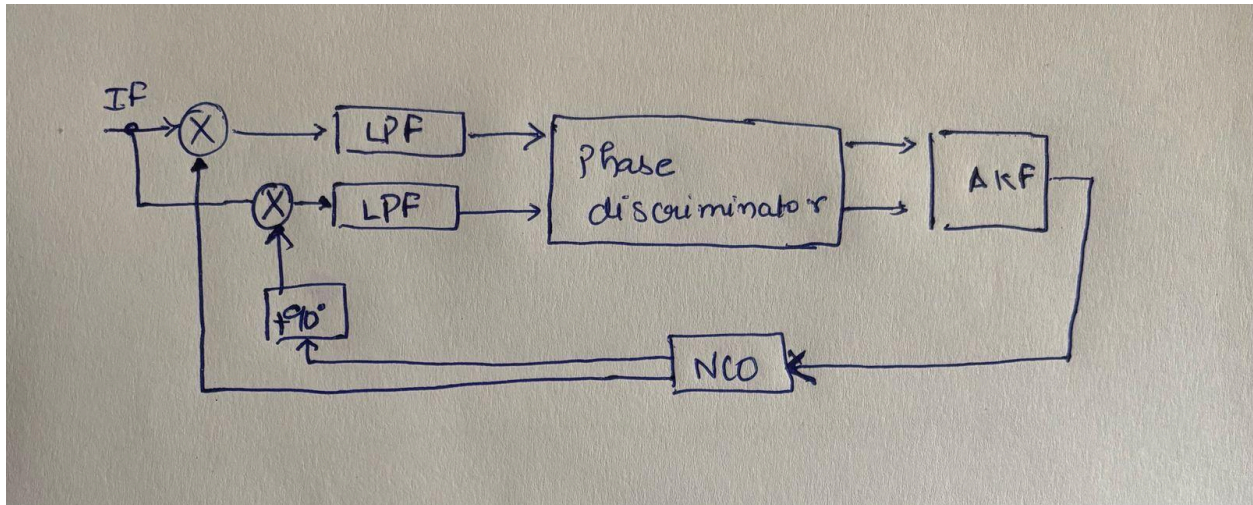 IF
X
LPF
Phase
discriminator
AKF
X
LPF
+90°
NCO